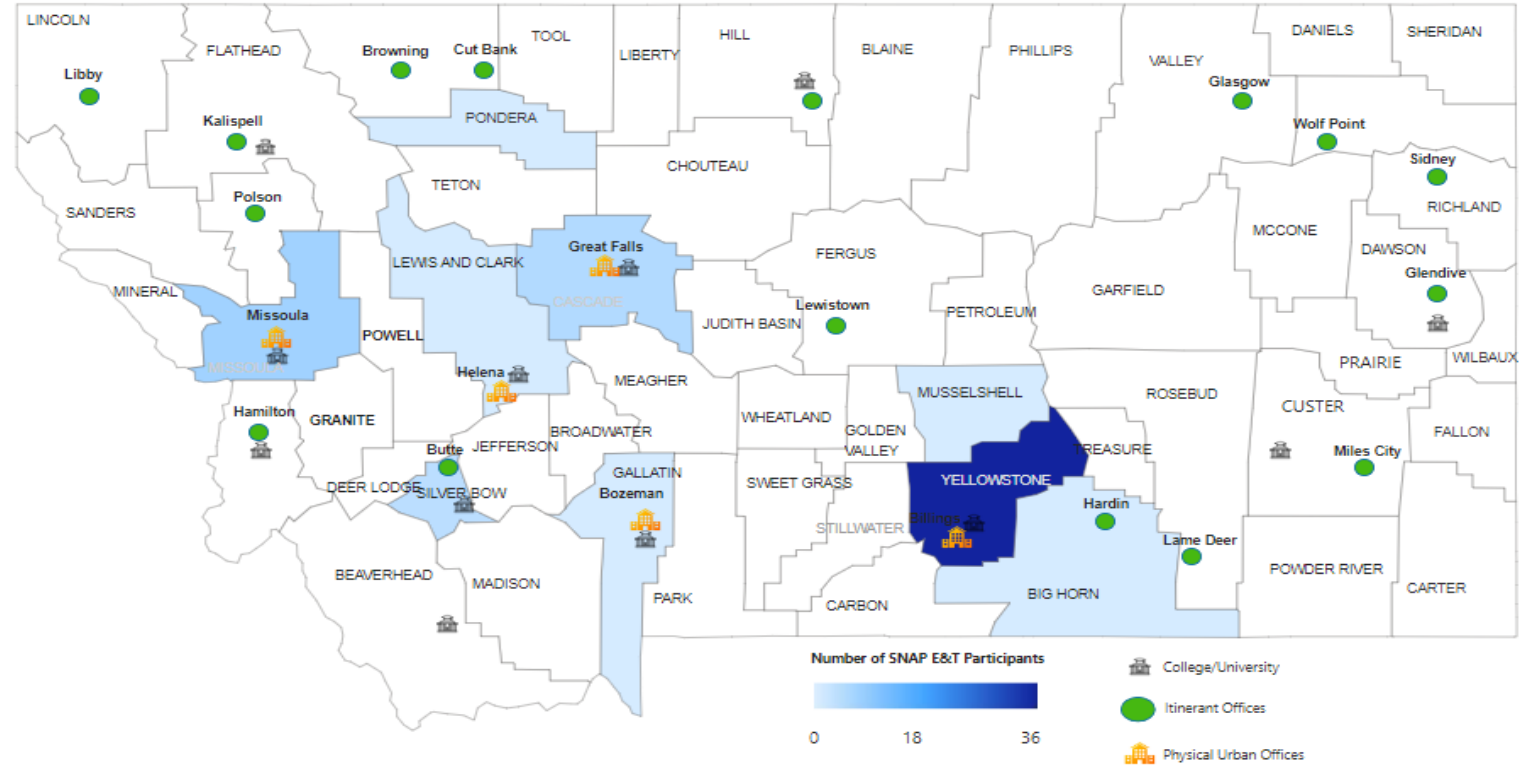 LINCOLN
FLATHEAD
Browning
Cut Bank
TOOL
LIBERTY
HILL
BLAINE
PHILLIPS
VALLEY
DANIELS
SHERIDAN
Libby
Glasgow
Kalispell
PONDERA
Wolf Point
CHOUTEAU
Sidney
TETON
Polson
SANDERS
RICHLAND
MCCONE
Great Falls
FERGUS
DAWSON
LEWIS AND CLARK
Glendive
MINERAL
GARFIELD
CASCADE
Lewistown
Missoula
PETROLEUM
JUDITH BASIN
POWELL
MISSOULA
PRAIRIE
WILBAUX
Helena
MEAGHER
MUSSELSHELL
ROSEBUD
CUSTER
Hamilton
GRANITE
WHEATLAND
BROADWATER
GOLDEN
VALLEY
FALLON
Butte
JEFFERSON
TREASURE
Miles City
GALLATIN
YELLOWSTONE
SWEET GRASS
DEER LODGE
SILVER BOW
Bozeman
Hardin
Billings
STILLWATER
Lame Deer
BEAVERHEAD
MADISON
POWDER RIVER
CARTER
PARK
BIG HORN
CARBON
Number of SNAP E&T Participants
0 18 36
College/University
Itinerant Offices
Physical Urban Offices